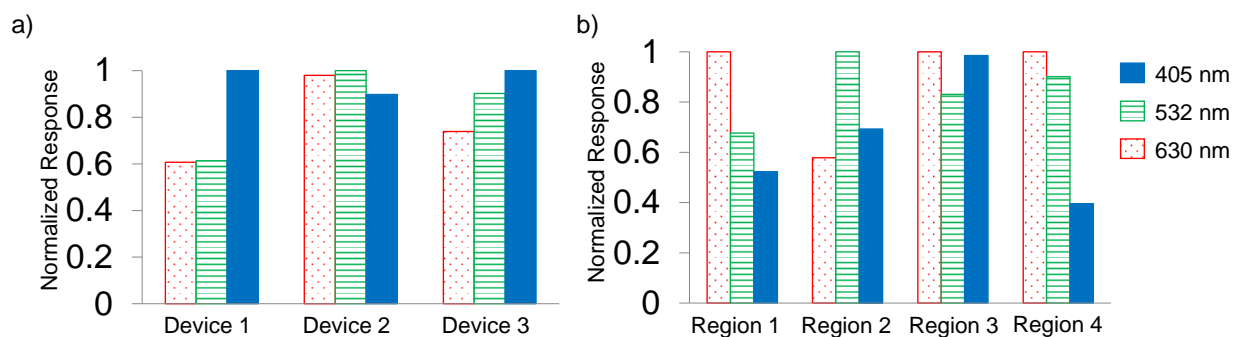 a)
Normalized Response
1
0.8
0.6
0.4
0.2
0
Device 1 Device 2 Device 3
b)
Normalized Response
1
0.8
0.6
0.4
0.2
0
Region 1 Region 2 Region 3 Region 4
405 nm
532 nm
630 nm